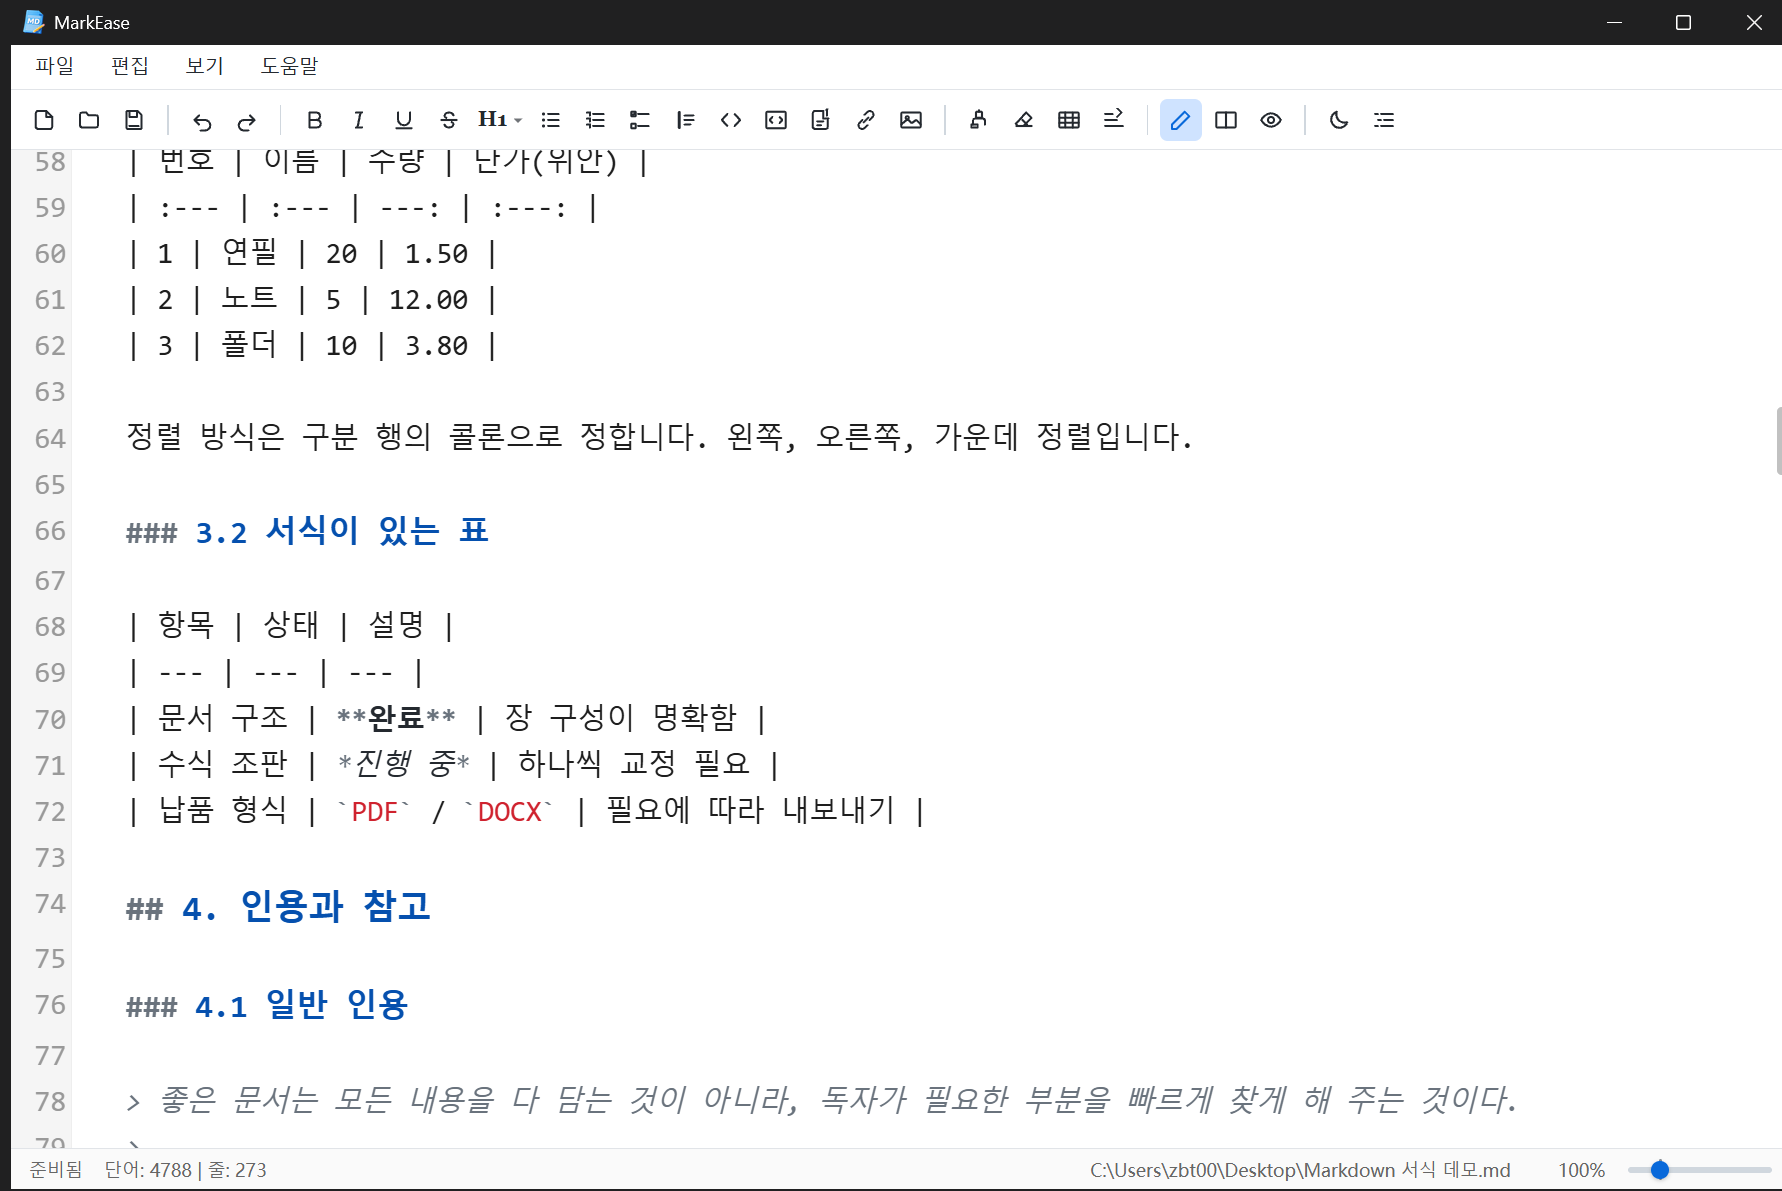 MarkEase
파일 편집 보기 도움말
H1
58 | 번호 | 이름 | 수량 | 단가(위안) |
59 | :--- | :--- | ---: | :---: |
60 | 1 | 연필 | 20 | 1.50 |
61 | 2 | 노트 | 5 | 12.00 |
62 | 3 | 폴더 | 10 | 3.80 |
63
64 정렬 방식은 구분 행의 콜론으로 정합니다. 왼쪽, 오른쪽, 가운데 정렬입니다.
65
66 ### 3.2 서식이 있는 표
67
68 | 항목 | 상태 | 설명 |
69 | --- | --- | --- |
70 | 문서 구조 | **완료** | 장 구성이 명확함 |
71 | 수식 조판 | *진행 중* | 하나씩 교정 필요 |
72 | 납품 형식 | `PDF` / `DOCX` | 필요에 따라 내보내기 |
73
74 ## 4. 인용과 참고
75
76 ### 4.1 일반 인용
77
78 > 좋은 문서는 모든 내용을 다 담는 것이 아니라, 독자가 필요한 부분을 빠르게 찾게 해 주는 것이다.
79 >
준비됨 단어: 4788 | 줄: 273 C:\Users\zbt00\Desktop\Markdown 서식 데모.md 100%